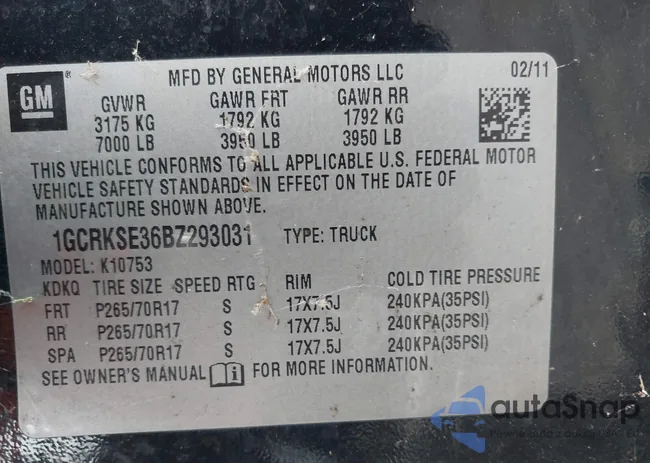 MFD BY GENERAL MOTORS LLC 02/11
GM
GVWR GAWR FRT GAWR RR
3175 KG 1792 KG 1792 KG
7000 LB 3950 LB 3950 LB
THIS VEHICLE CONFORMS TO ALL APPLICABLE U.S. FEDERAL MOTOR
VEHICLE SAFETY STANDARDS IN EFFECT ON THE DATE OF
MANUFACTURE SHOWN ABOVE.
1GCRKSE36BZ293031 TYPE: TRUCK
MODEL: K10753
KDKQ TIRE SIZE SPEED RTG RIM COLD TIRE PRESSURE
FRT P265/70R17 S 17X7.5J 240KPA(35PSI)
RR P265/70R17 S 17X7.5J 240KPA(35PSI)
SPA P265/70R17 S 17X7.5J 240KPA(35PSI)
SEE OWNER'S MANUAL FOR MORE INFORMATION.
autaSnap